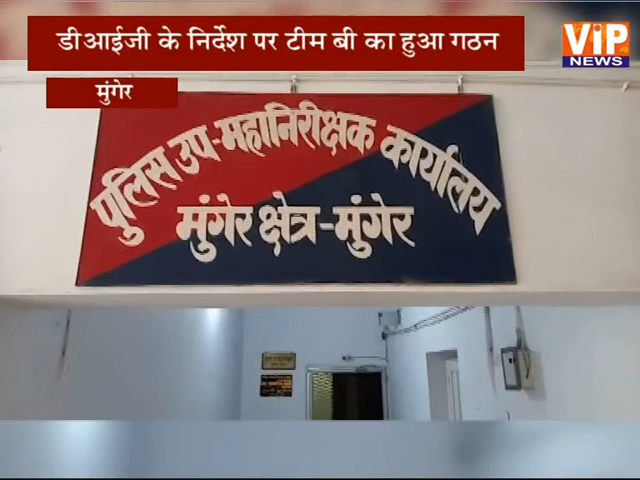 डीआईजी के निर्देश पर टीम बी का हुआ गठन
VIP
NEWS
मुंगेर
पुलिस उप-महानिरीक्षक कार्यालय
मुंगेर क्षेत्र-मुंगेर